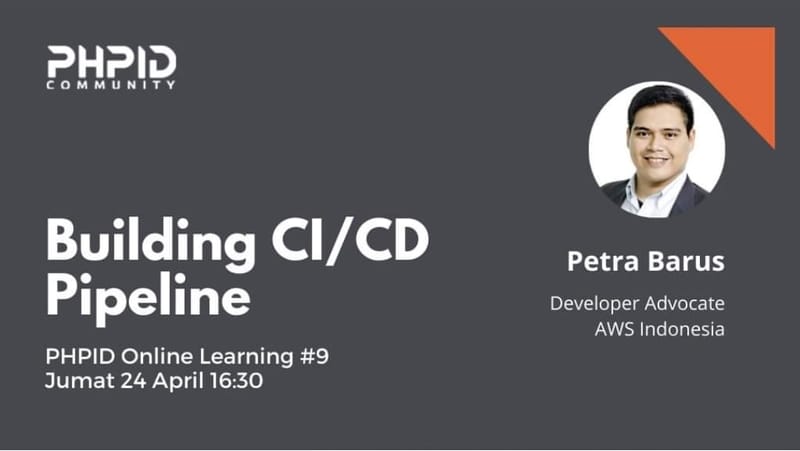 PHPID
COMMUNITY
Building CI/CD
Pipeline
PHPID Online Learning #9
Jumat 24 April 16:30
Petra Barus
Developer Advocate
AWS Indonesia